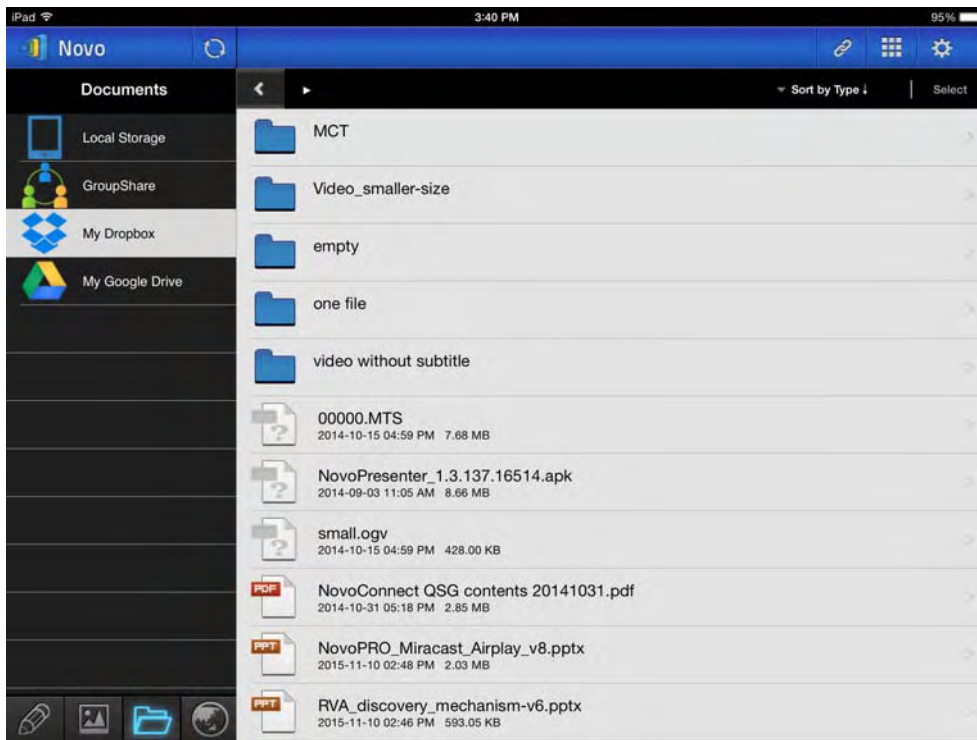 iPad 3:40 PM 95%
Novo
Documents Sort by Type ↓ | Select
Local Storage
GroupShare
My Dropbox
My Google Drive
MCT
Video_smaller-size
empty
one file
video without subtitle
00000.MTS
2014-10-15 04:59 PM 7.68 MB
NovoPresenter_1.3.137.16514.apk
2014-09-03 11:05 AM 8.66 MB
small.ogv
2014-10-15 04:59 PM 428.00 KB
PDF NovoConnect QSG contents 20141031.pdf
2014-10-31 05:18 PM 2.85 MB
PPT NovoPRO_Miracast_Airplay_v8.pptx
2015-11-10 02:48 PM 2.03 MB
PPT RVA_discovery_mechanism-v6.pptx
2015-11-10 02:46 PM 593.05 KB